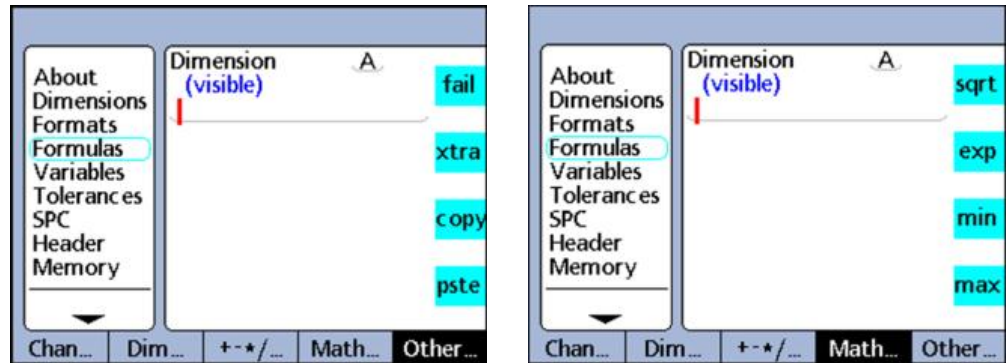 About
Dimensions
Formats
Formulas
Variables
Tolerances
SPC
Header
Memory
Dimension A
(visible)
fail
xtra
copy
pste
Chan... Dim... +-*/... Math... Other...
About
Dimensions
Formats
Formulas
Variables
Tolerances
SPC
Header
Memory
Dimension A
(visible)
sqrt
exp
min
max
Chan... Dim... +-*/... Math... Other...